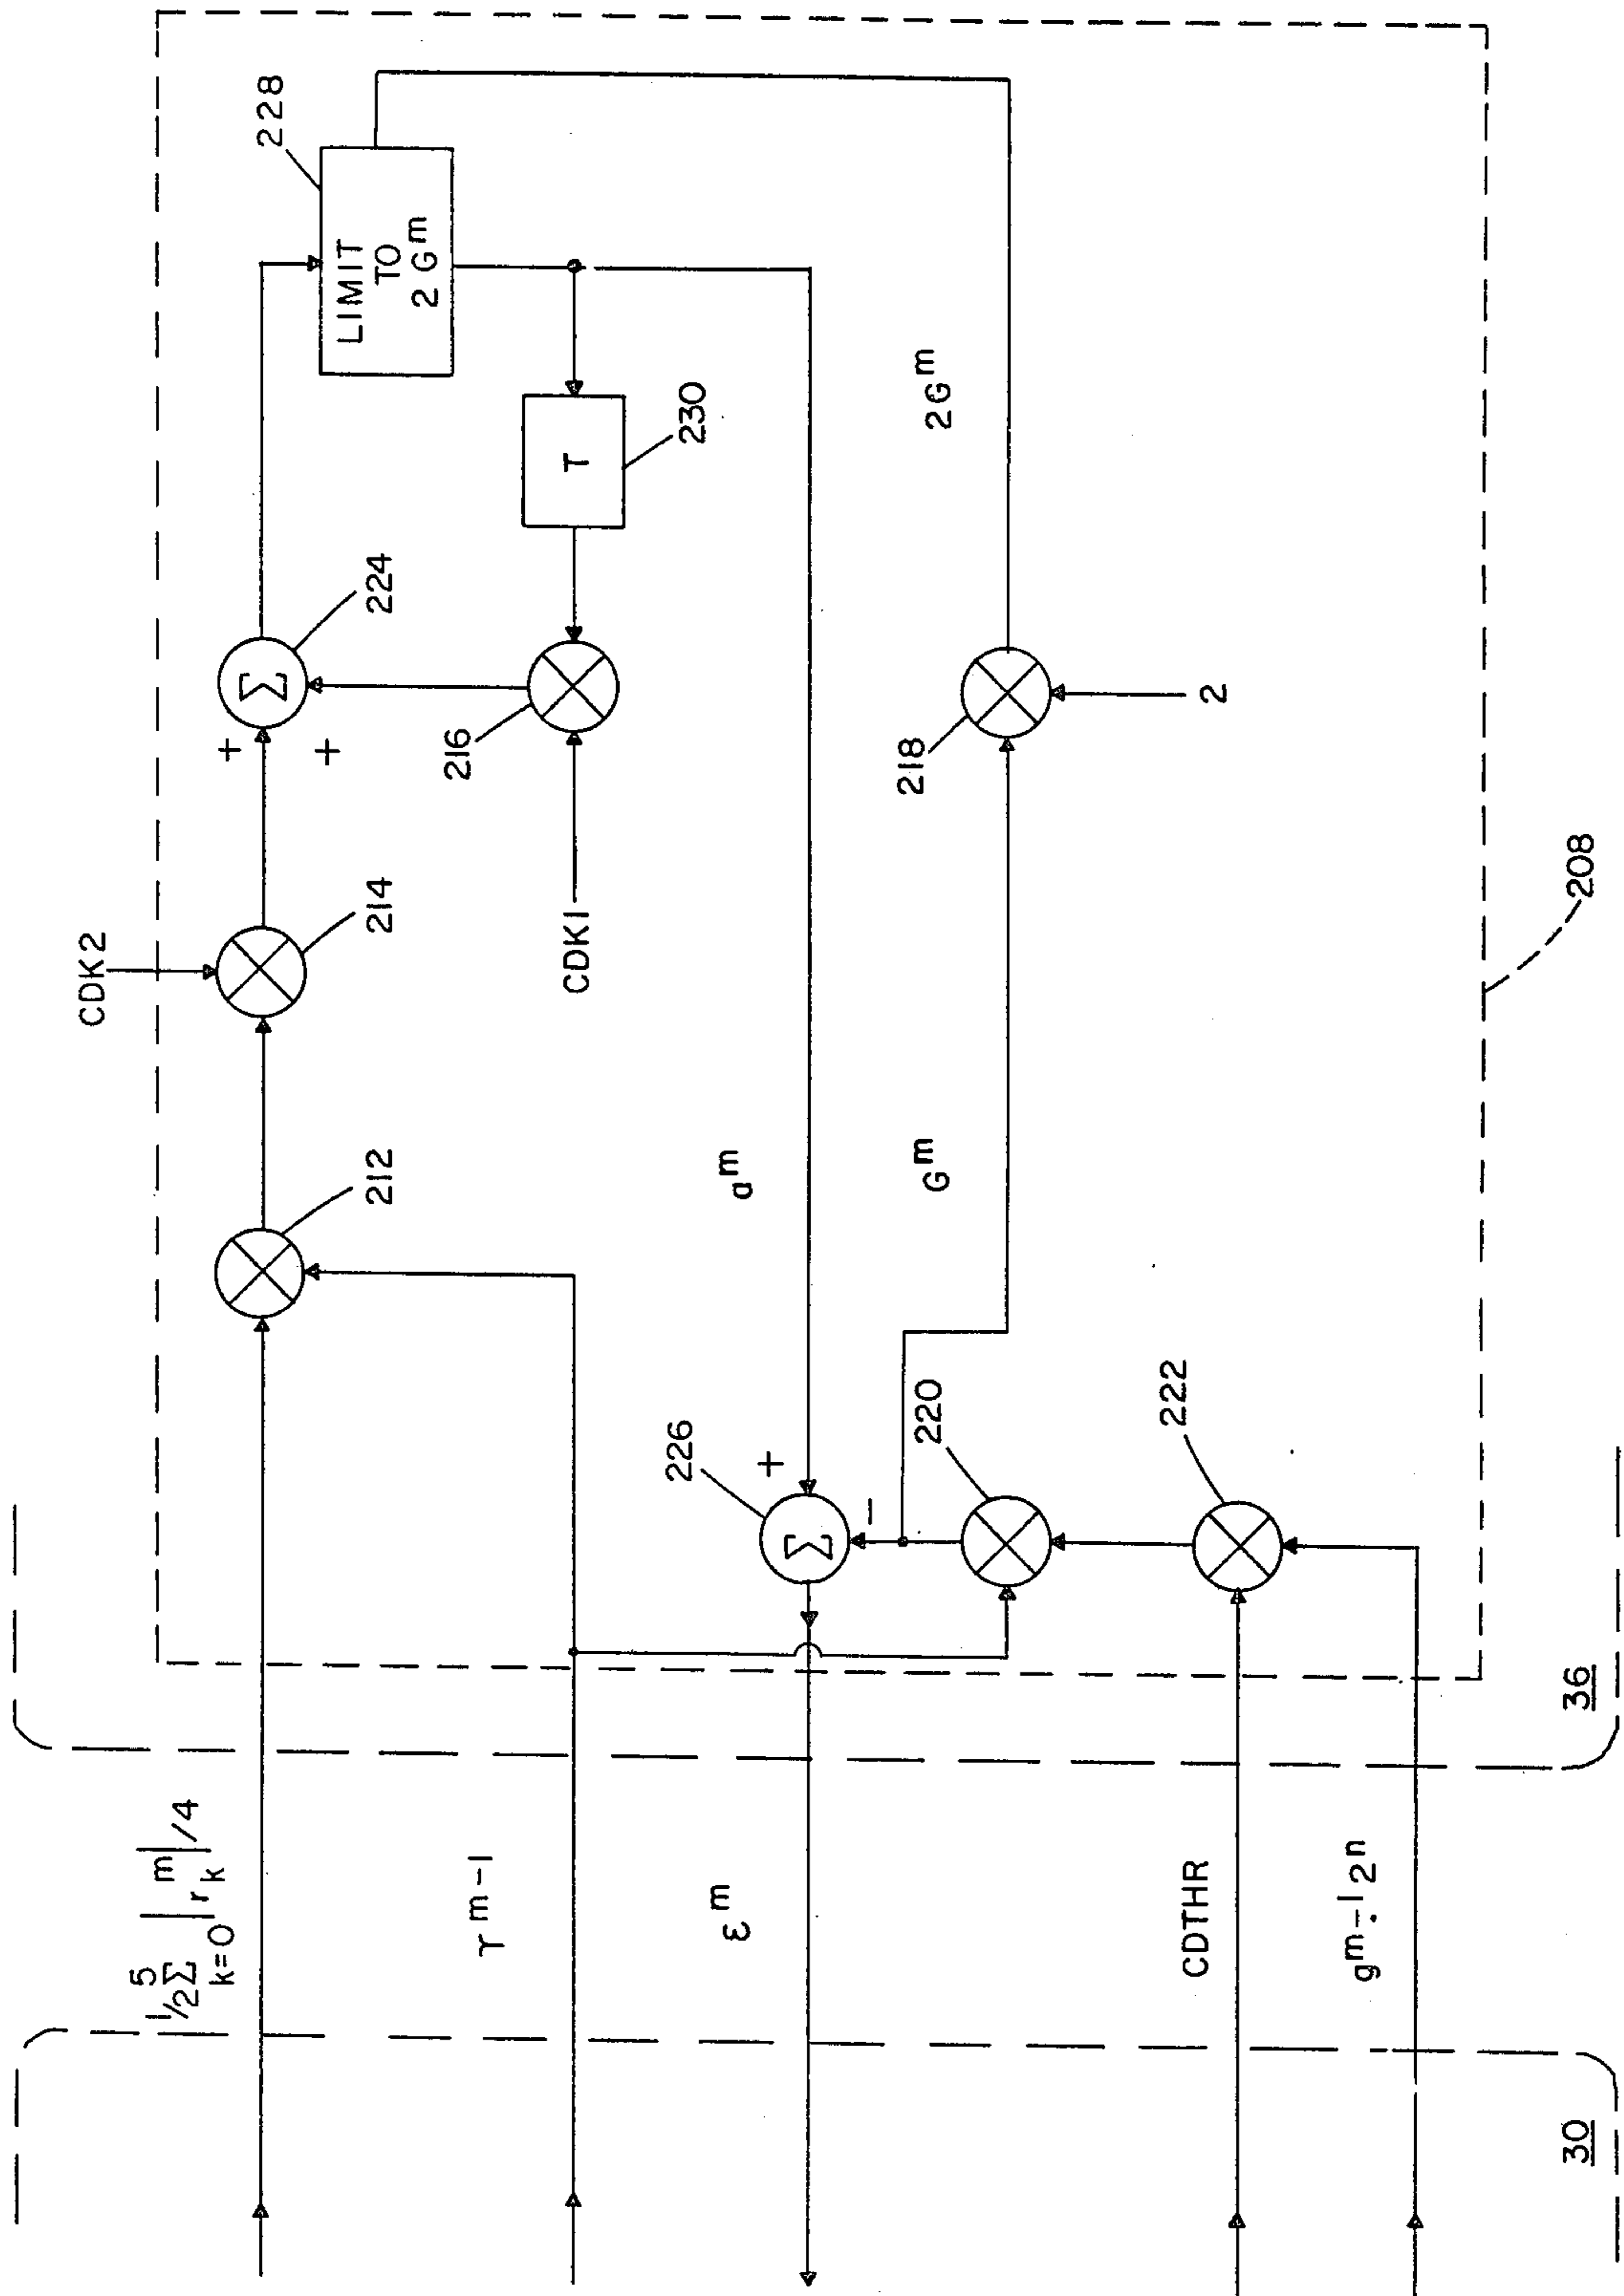 228
LIMIT
TO
2 G^m
224
Σ
+
+
CDK2
214
212
T
230
216
CDK1
2G^m
218
2
a^m
G^m
226
+
Σ
-
220
222
208
36
½ Σ_{k=0}^{5} |r_k^m|/4
γ^{m-1}
ε^m
CDTHR
g^{m-1} · 2^n
30